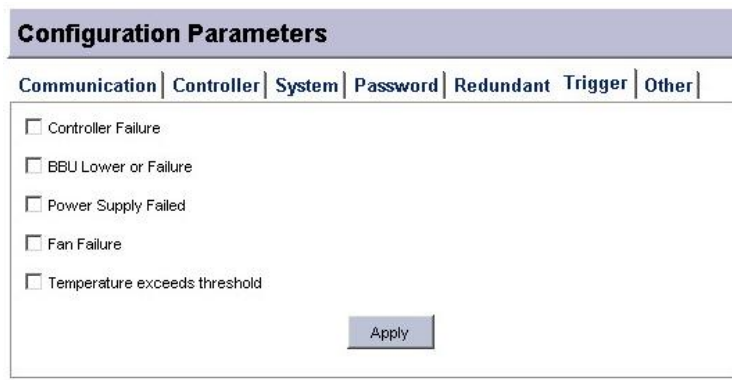 Configuration Parameters
Communication Controller System Password Redundant Trigger Other
Controller Failure
BBU Lower or Failure
Power Supply Failed
Fan Failure
Temperature exceeds threshold
Apply